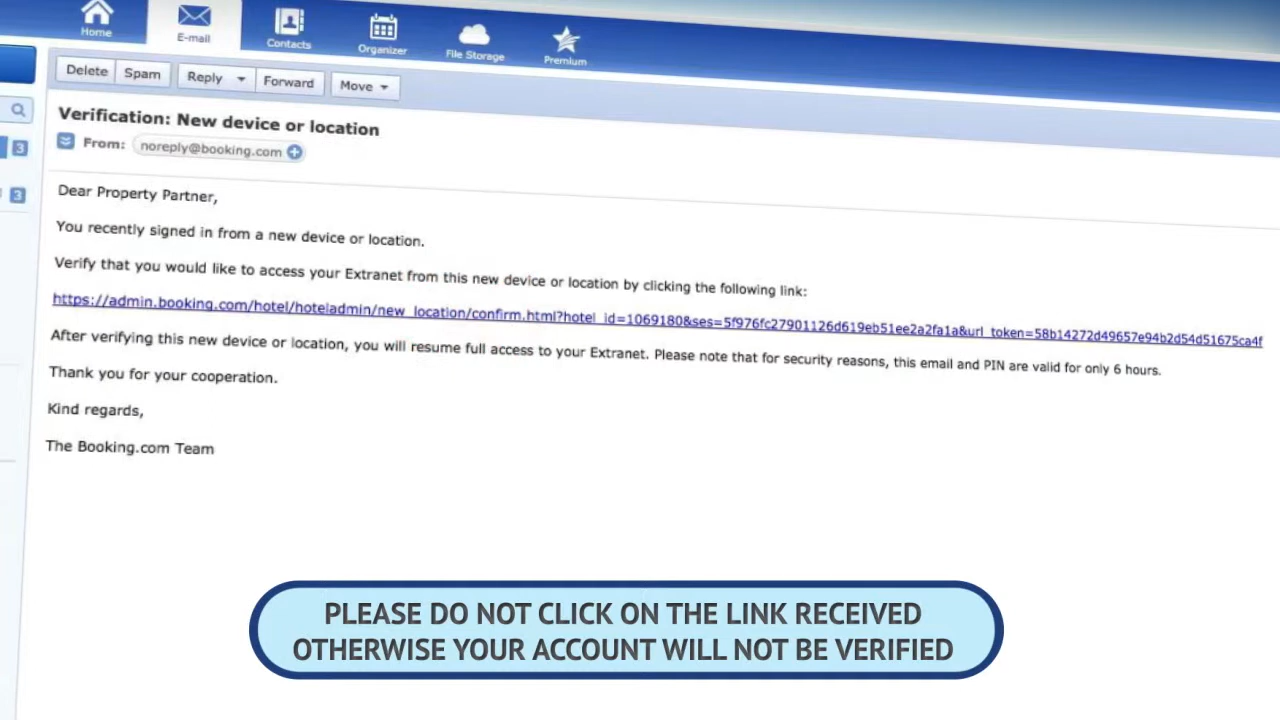 Home
E-mail
Contacts
Organizer
File Storage
Premium
Delete
Spam
Reply
Forward
Move
3
3
Verification: New device or location
From: noreply@booking.com
Dear Property Partner,
You recently signed in from a new device or location.
Verify that you would like to access your Extranet from this new device or location by clicking the following link:
https://admin.booking.com/hotel/hoteladmin/new_location/confirm.html?hotel_id=1069180&ses=5f976fc27901126d619eb51ee2a2fa1a&url_token=58b14272d49657e94b2d54d51675ca4f
After verifying this new device or location, you will resume full access to your Extranet. Please note that for security reasons, this email and PIN are valid for only 6 hours.
Thank you for your cooperation.
Kind regards,
The Booking.com Team
PLEASE DO NOT CLICK ON THE LINK RECEIVED
OTHERWISE YOUR ACCOUNT WILL NOT BE VERIFIED